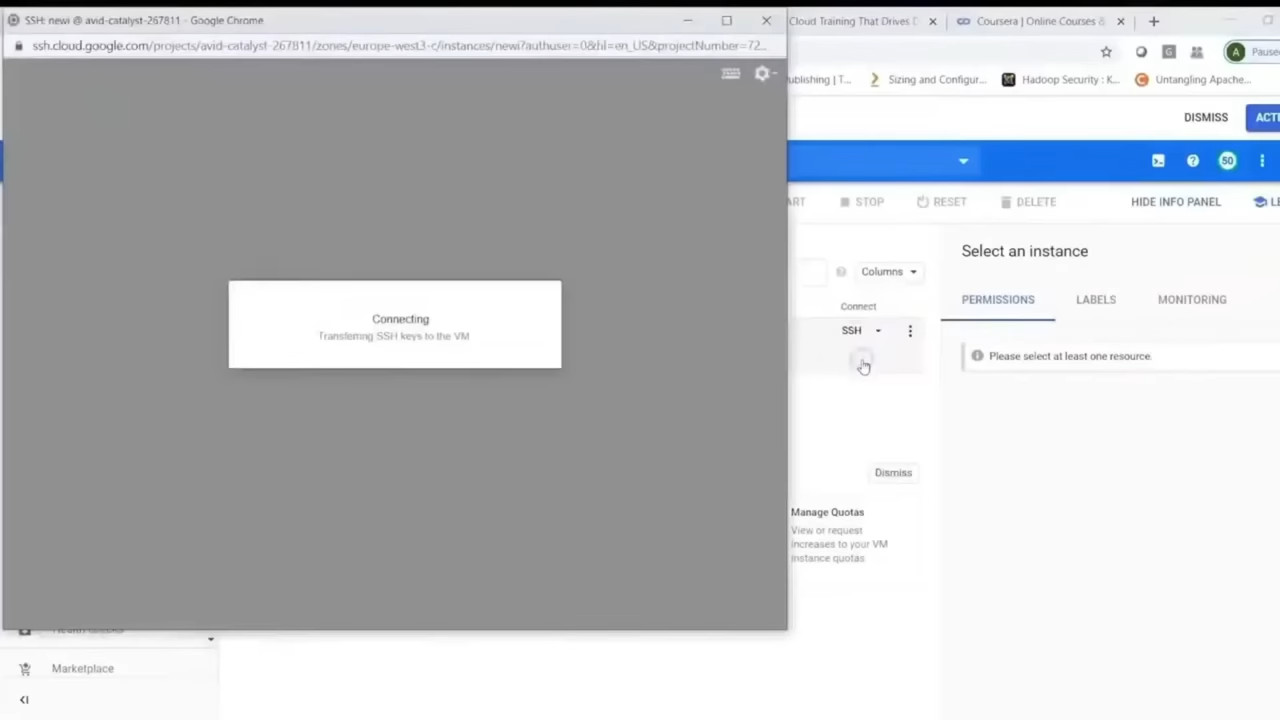 SSH: newi @ avid-catalyst-267811 - Google Chrome
Cloud Training That Drives D
Coursera | Online Courses &
ssh.cloud.google.com/projects/avid-catalyst-267811/zones/europe-west3-c/instances/newi?authuser=0&hl=en_US&projectNumber=72...
G
A
Paused
ublishing | T...
Sizing and Configur...
Hadoop Security : K...
Untangling Apache...
DISMISS
ACTI
50
ART
STOP
RESET
DELETE
HIDE INFO PANEL
LE
Select an instance
Columns
PERMISSIONS
LABELS
MONITORING
Connect
SSH
Please select at least one resource.
Connecting
Transferring SSH keys to the VM
Dismiss
Manage Quotas
View or request
increases to your VM
instance quotas
Marketplace